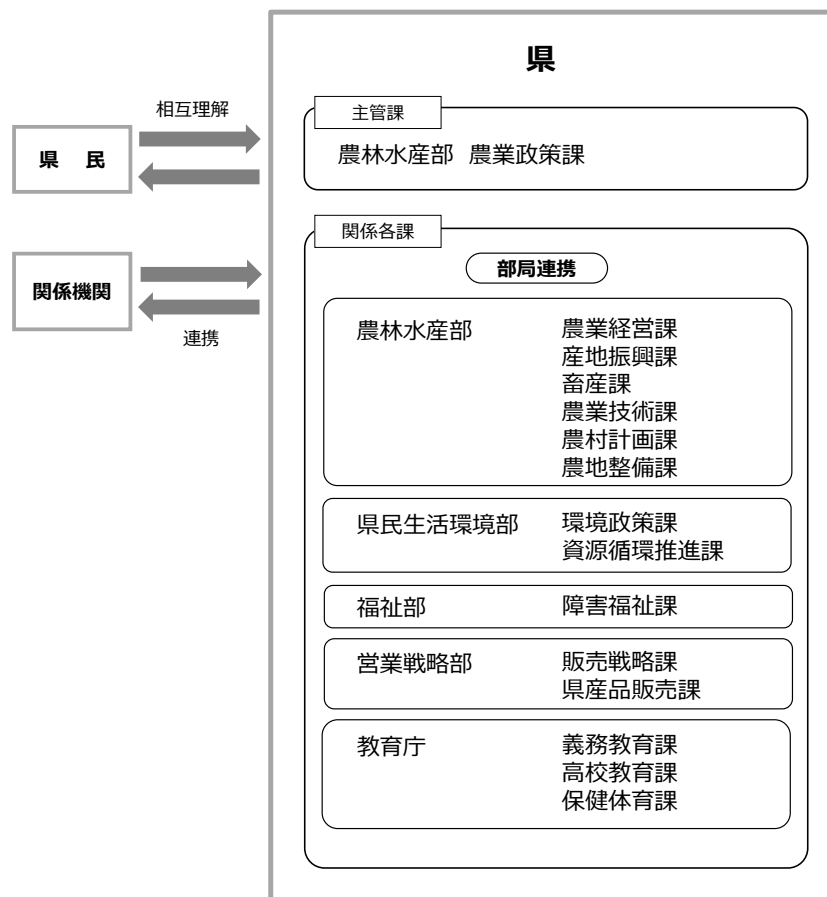 県
相互理解
県　民
主管課
農林水産部 農業政策課
関係各課
部局連携
関係機関
連携
農林水産部 農業経営課
産地振興課
畜産課
農業技術課
農村計画課
農地整備課
県民生活環境部 環境政策課
資源循環推進課
福祉部 障害福祉課
営業戦略部 販売戦略課
県産品販売課
教育庁 義務教育課
高校教育課
保健体育課